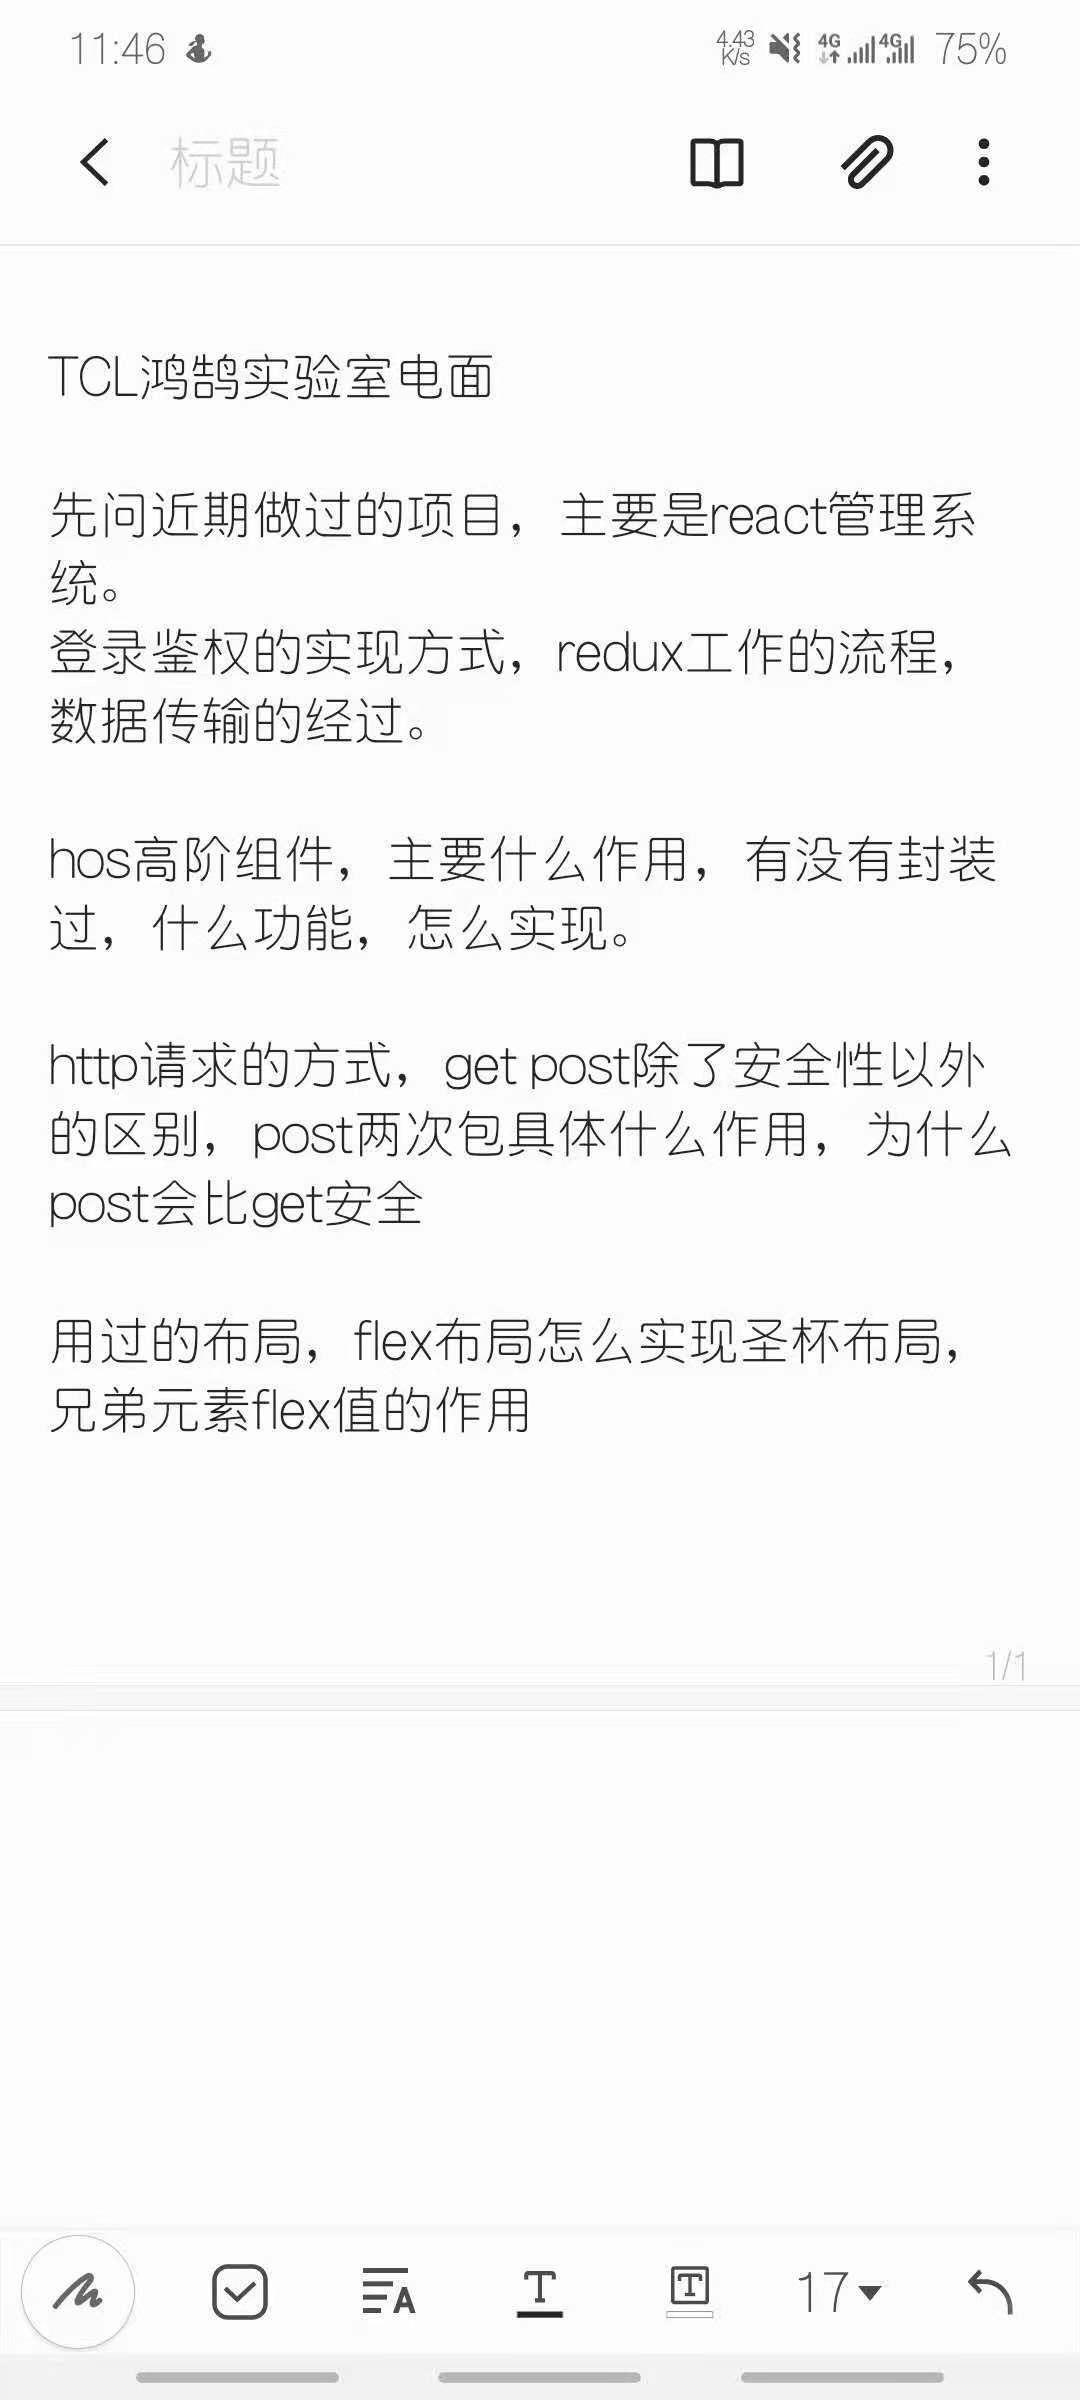 11:46
4.43
K/s
4G
4G
75%
标题
TCL鸿鹄实验室电面
先问近期做过的项目，主要是react管理系
统。
登录鉴权的实现方式，redux工作的流程，
数据传输的经过。
hos高阶组件，主要什么作用，有没有封装
过，什么功能，怎么实现。
http请求的方式，get post除了安全性以外
的区别，post两次包具体什么作用，为什么
post会比get安全
用过的布局，flex布局怎么实现圣杯布局，
兄弟元素flex值的作用
1/1
A
T
T
17